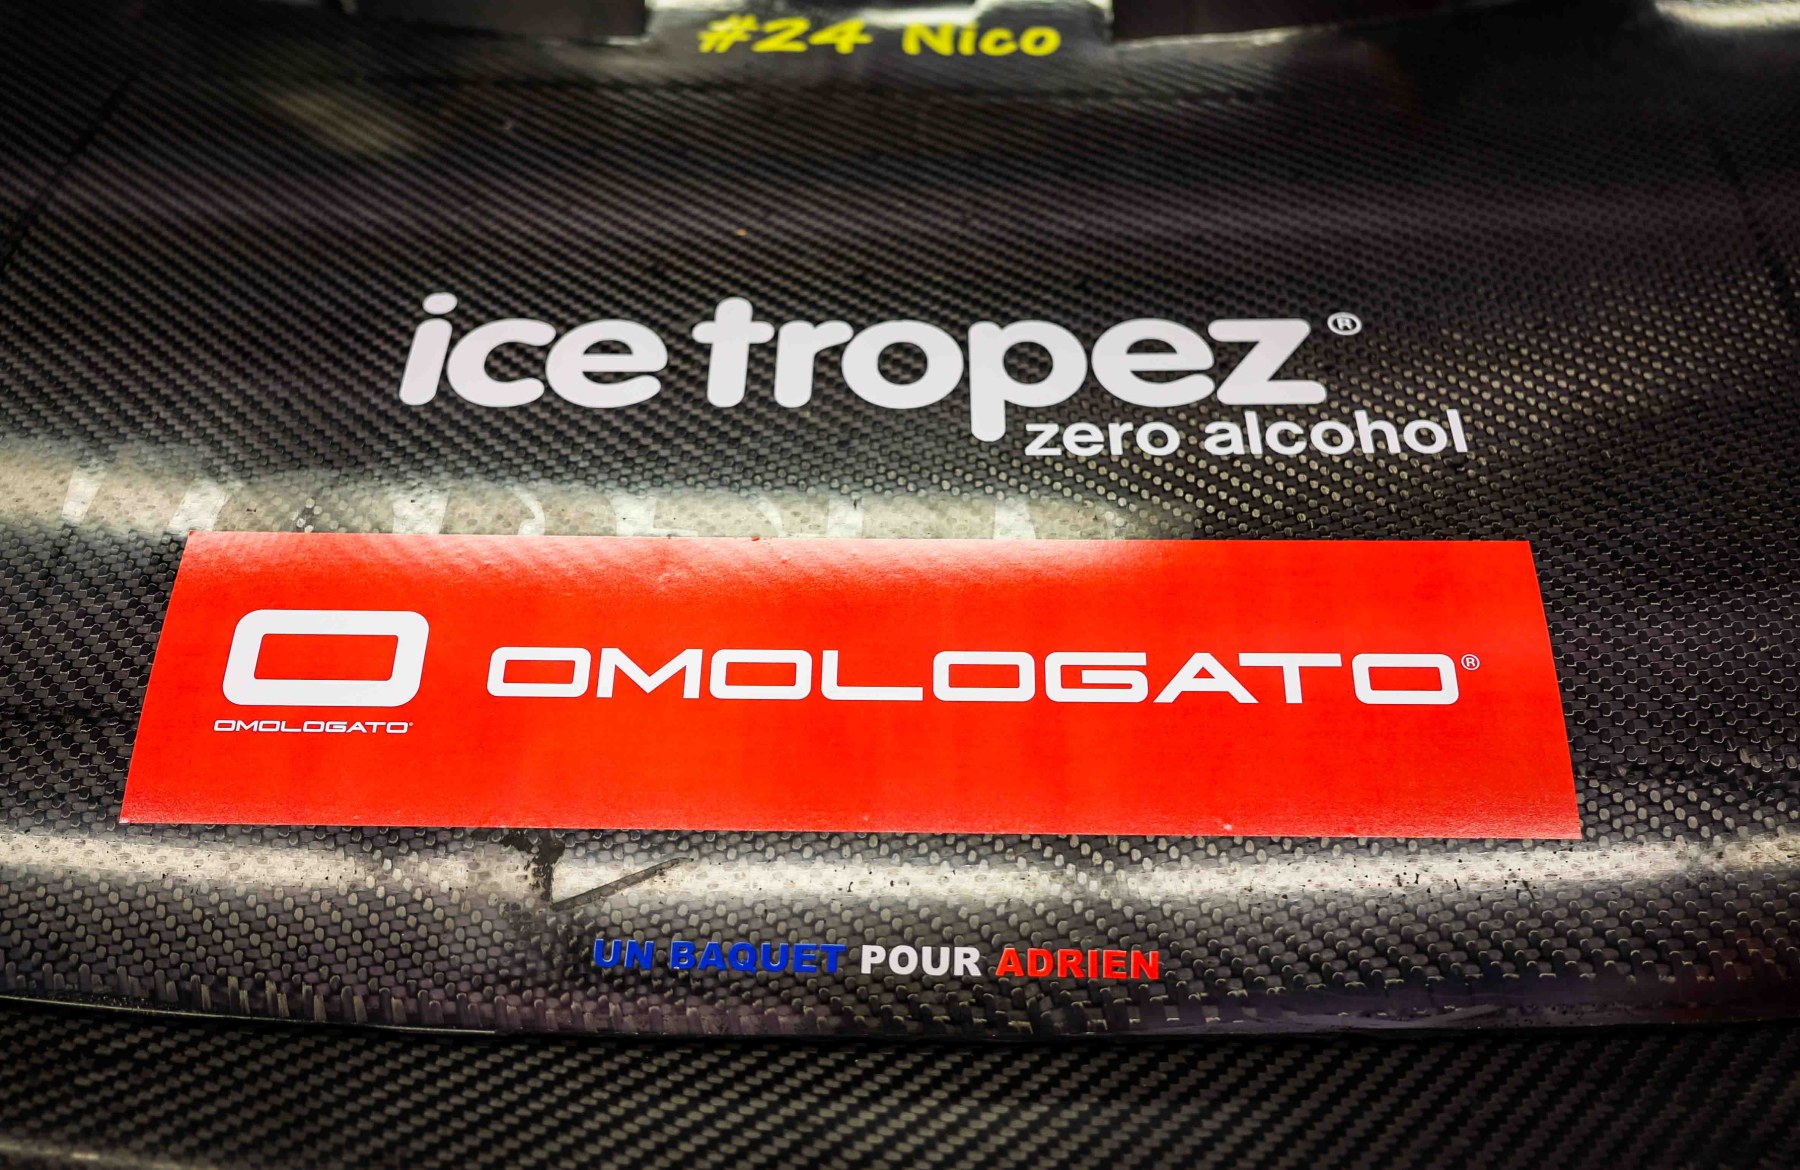 #24 Nico
ice tropez®
zero alcohol
OMOLOGATO®
OMOLOGATO®
UN BAQUET POUR ADRIEN